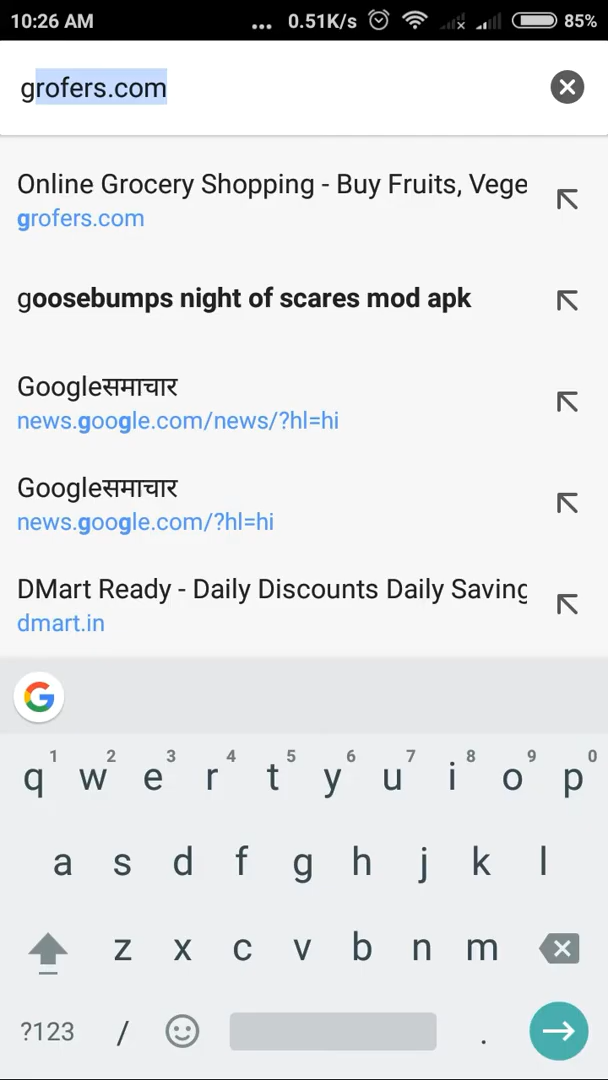 10:26 AM ... 0.51K/s 85%
grofers.com
Online Grocery Shopping - Buy Fruits, Vege
grofers.com
goosebumps night of scares mod apk
Googleसमाचार
news.google.com/news/?hl=hi
Googleसमाचार
news.google.com/?hl=hi
DMart Ready - Daily Discounts Daily Saving
dmart.in
1 2 3 4 5 6 7 8 9 0
q w e r t y u i o p
a s d f g h j k l
z x c v b n m
?123 / .